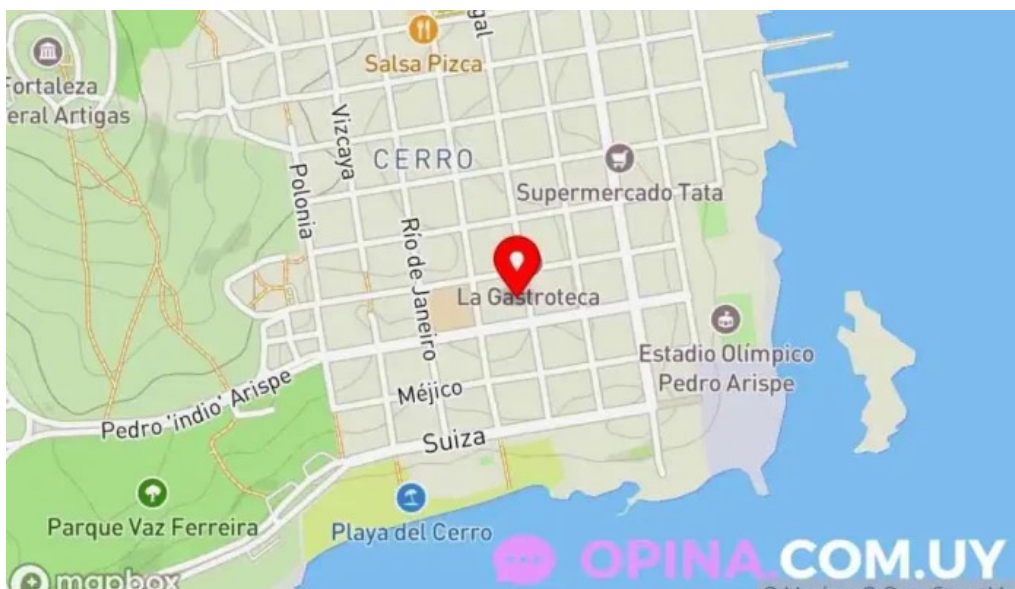 gal
Salsa Pizca
Fortaleza
eral Artigas
Vizcaya
CERRO
Polonia
Supermercado Tata
Río de Janeiro
La Gastroteca
Estadio Olímpico
Pedro Arispe
Pedro 'indio' Arispe
Méjico
Suiza
Parque Vaz Ferreira
Playa del Cerro
OPINA.COM.UY
mapbox